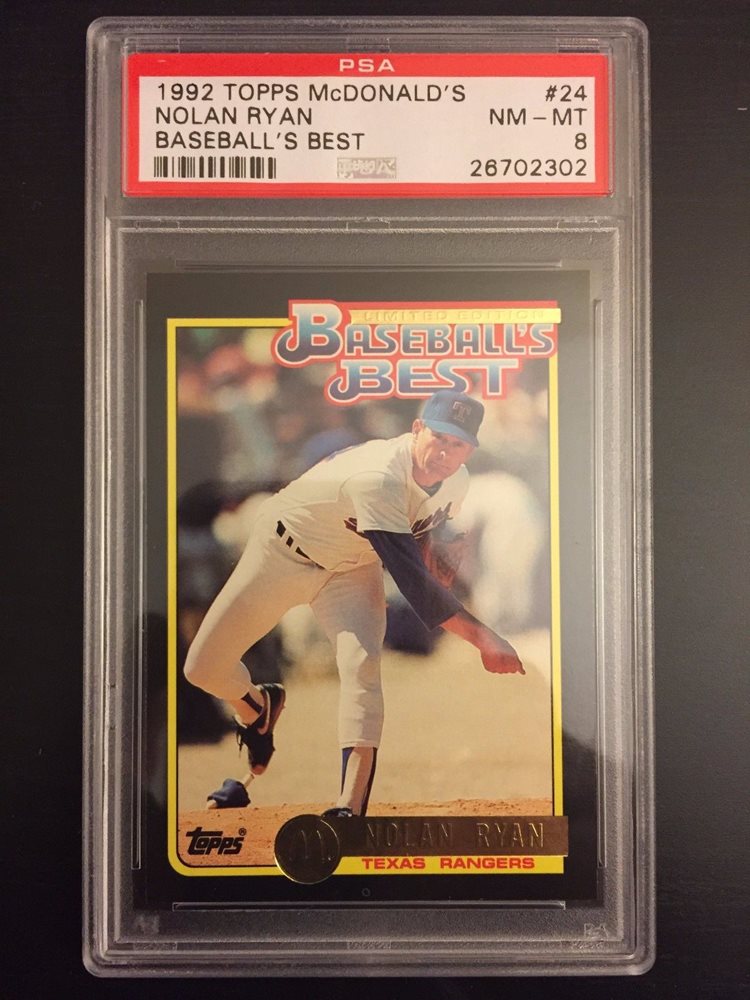 PSA
1992 TOPPS McDONALD'S #24
NOLAN RYAN NM - MT
BASEBALL'S BEST 8
26702302
LIMITED EDITION
BASEBALL'S
BEST
T
topps®
NOLAN RYAN
TEXAS RANGERS